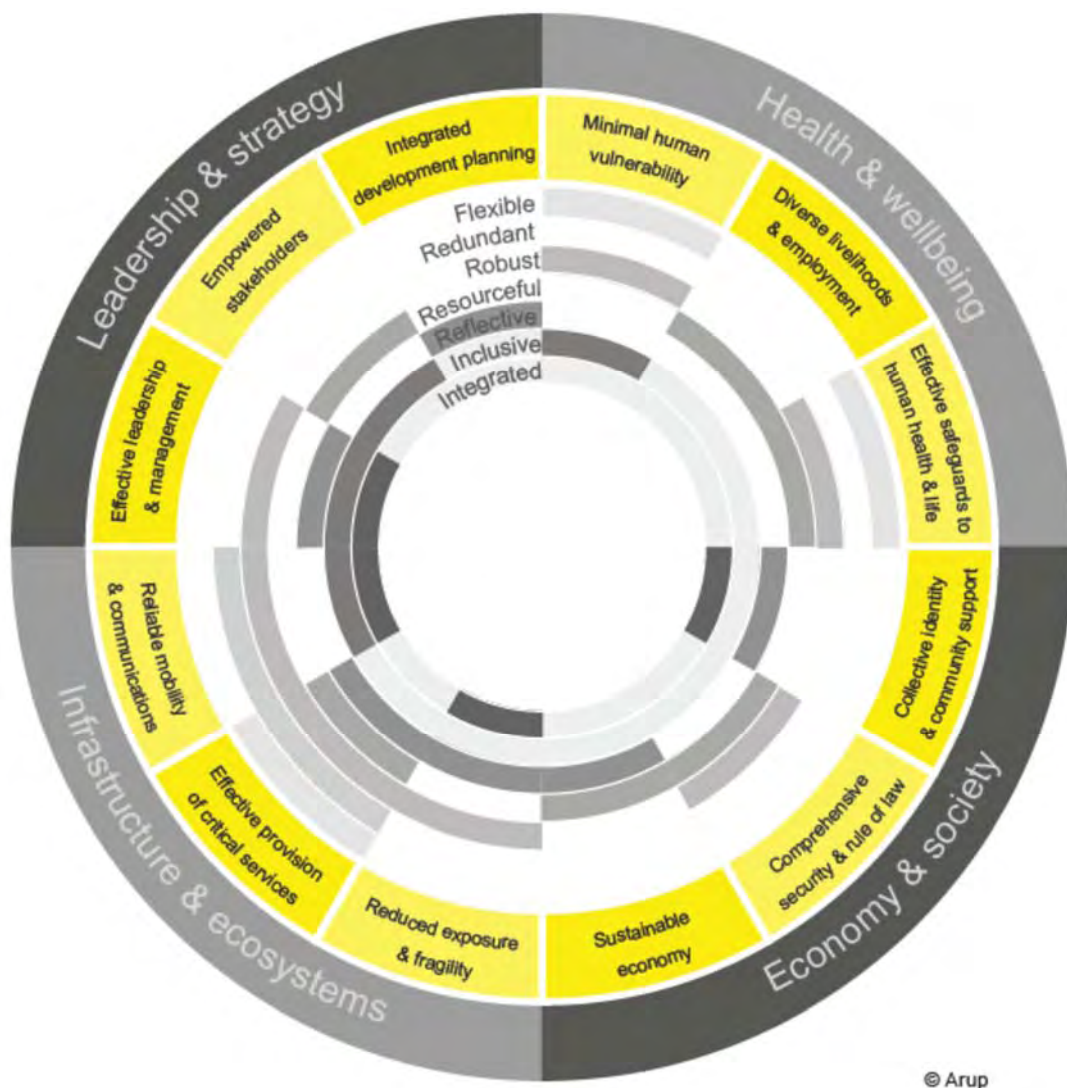 Leadership & strategy
Health & wellbeing
Integrated
development planning
Minimal human
vulnerability
Empowered
stakeholders
Diverse livelihoods
& employment
Effective leadership
& management
Effective safeguards to
human health & life
Flexible
Redundant
Robust
Resourceful
Reflective
Inclusive
Integrated
Reliable mobility
& communications
Collective identity
& community support
Effective provision
of critical services
Comprehensive
security & rule of law
Reduced exposure
& fragility
Sustainable
economy
Infrastructure & ecosystems
Economy & society
© Arup